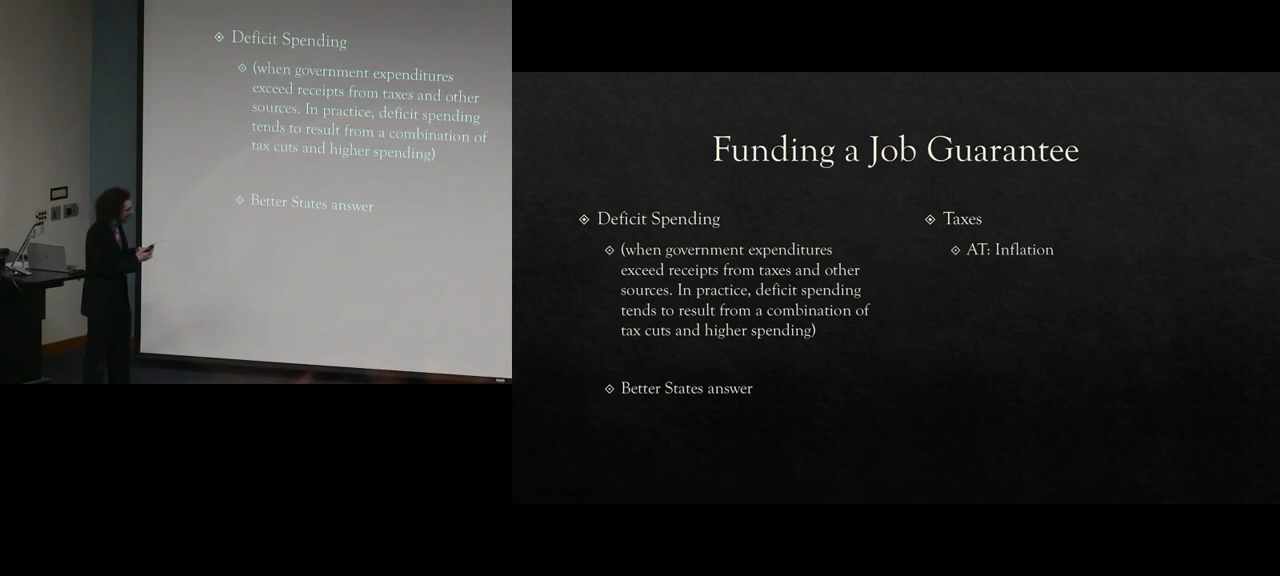 Deficit Spending
(when government expenditures
exceed receipts from taxes and other
sources. In practice, deficit spending
tends to result from a combination of
tax cuts and higher spending)
Better States answer
Funding a Job Guarantee
Deficit Spending
(when government expenditures
exceed receipts from taxes and other
sources. In practice, deficit spending
tends to result from a combination of
tax cuts and higher spending)
Better States answer
Taxes
AT: Inflation